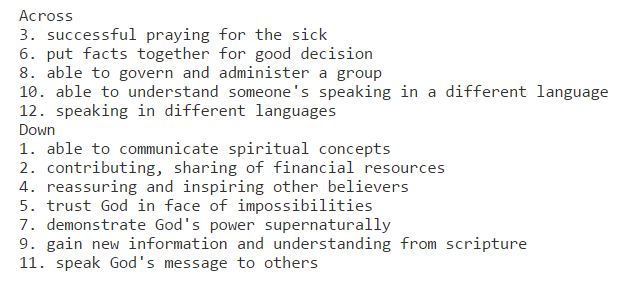 Across
3. successful praying for the sick
6. put facts together for good decision
8. able to govern and administer a group
10. able to understand someone's speaking in a different language
12. speaking in different languages
Down
1. able to communicate spiritual concepts
2. contributing, sharing of financial resources
4. reassuring and inspiring other believers
5. trust God in face of impossibilities
7. demonstrate God's power supernaturally
9. gain new information and understanding from scripture
11. speak God's message to others